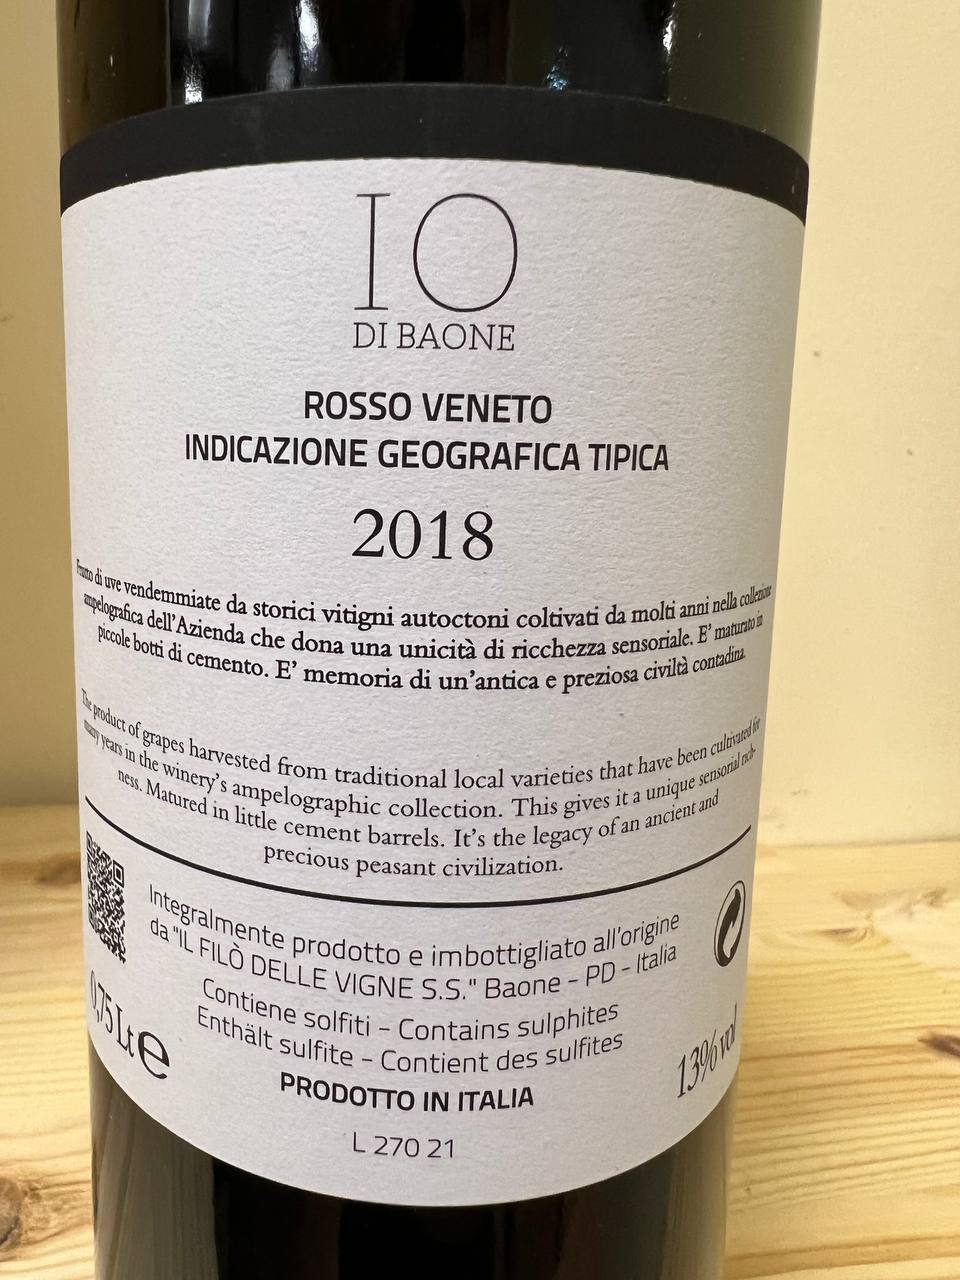 IO
DI BAONE
ROSSO VENETO
INDICAZIONE GEOGRAFICA TIPICA
2018
Frutto di uve vendemmiate da storici vitigni autoctoni coltivati da molti anni nella collezione
ampelografica dell'Azienda che dona una unicità di ricchezza sensoriale. E' maturato in
piccole botti di cemento. E' memoria di un'antica e preziosa civiltà contadina.
The product of grapes harvested from traditional local varieties that have been cultivated for
many years in the winery's ampelographic collection. This gives it a unique sensorial rich-
ness. Matured in little cement barrels. It's the legacy of an ancient and
precious peasant civilization.
Integralmente prodotto e imbottigliato all'origine
da "IL FILÒ DELLE VIGNE S.S." Baone - PD - Italia
Contiene solfiti - Contains sulphites
Enthält sulfite - Contient des sulfites
0,75 Lt e
13% vol
PRODOTTO IN ITALIA
L 270 21